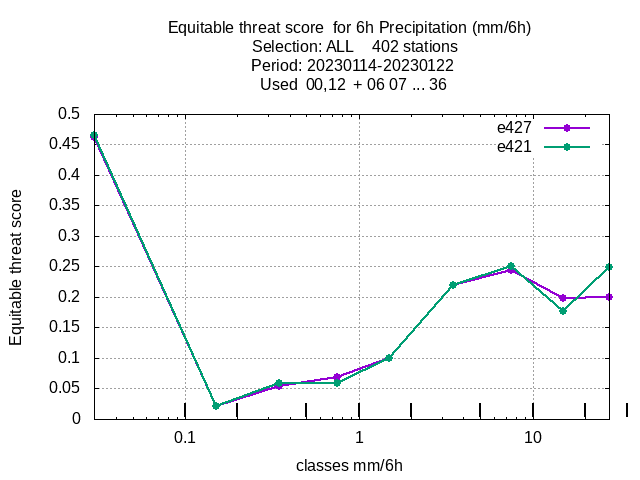 Equitable threat score  for 6h Precipitation (mm/6h)
Selection: ALL    402 stations
Period: 20230114-20230122
Used  00,12  + 06 07 ... 36
e427
e421
0.5
0.45
0.4
0.35
0.3
0.25
0.2
0.15
0.1
0.05
0
Equitable threat score
0.1 1 10
classes mm/6h